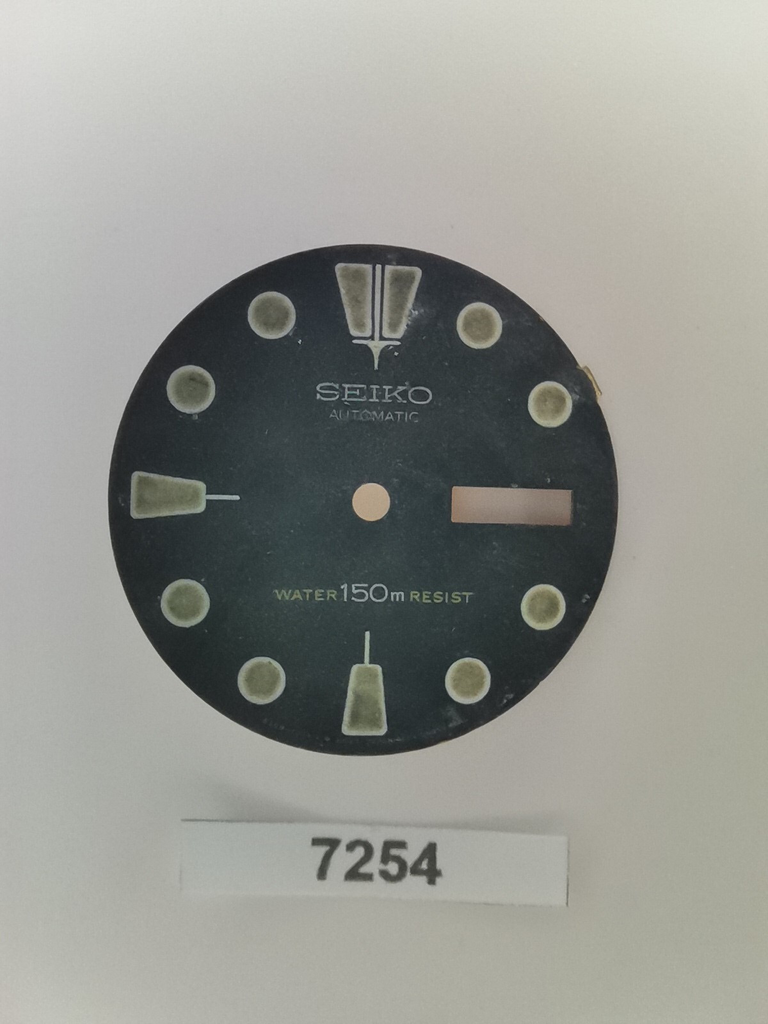 SEIKO
AUTOMATIC
WATER 150m RESIST
7254